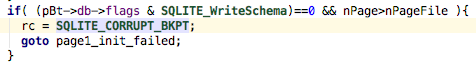 if( (pBt->db->flags & SQLITE_WriteSchema)==0 && nPage>nPageFile ){
rc = SQLITE_CORRUPT_BKPT;
goto page1_init_failed;
}